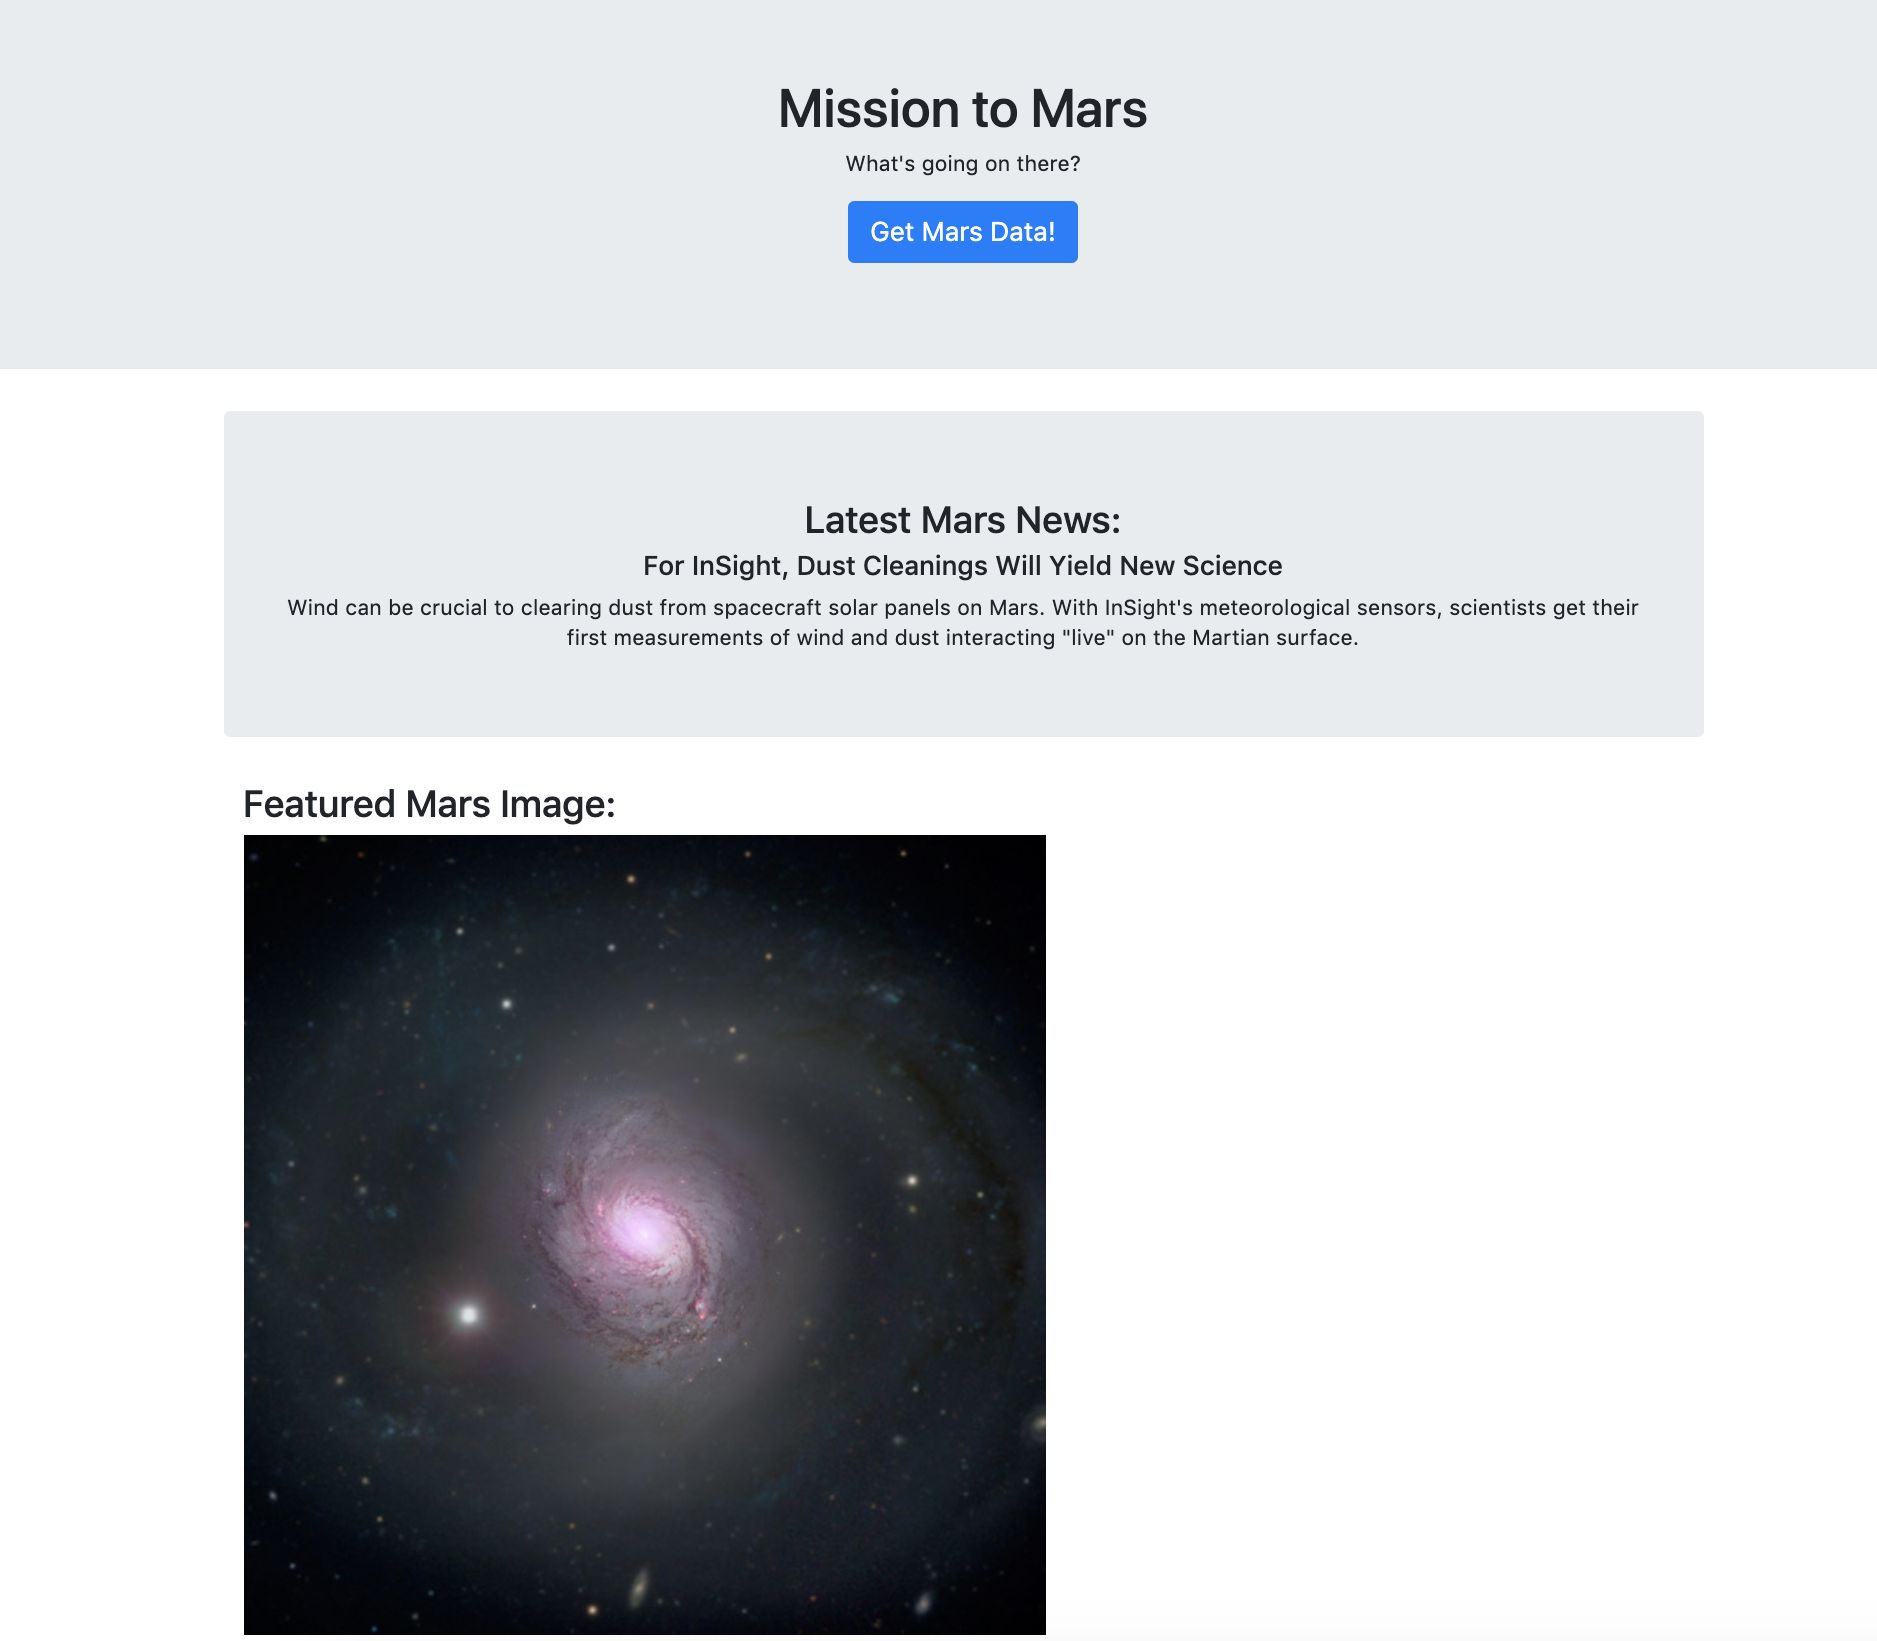 Mission to Mars
What's going on there?
Get Mars Data!
Latest Mars News:
For InSight, Dust Cleanings Will Yield New Science
Wind can be crucial to clearing dust from spacecraft solar panels on Mars. With InSight's meteorological sensors, scientists get their
first measurements of wind and dust interacting "live" on the Martian surface.
Featured Mars Image: